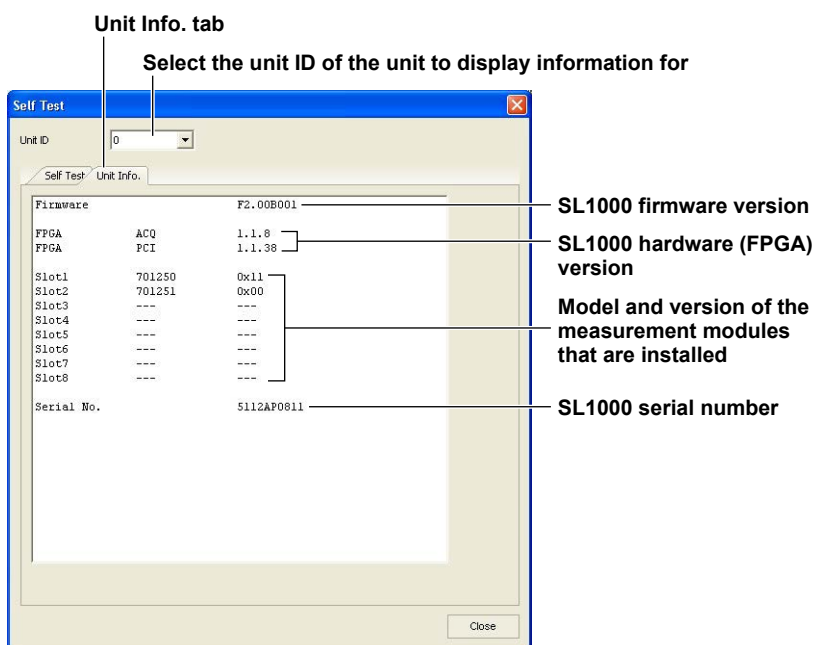 Unit Info. tab
Select the unit ID of the unit to display information for
Self Test
Unit ID 0
Self Test Unit Info.
Firmware F2.00B001
SL1000 firmware version
FPGA ACQ 1.1.8
FPGA PCI 1.1.38
SL1000 hardware (FPGA)
version
Slot1 701250 0x11
Slot2 701251 0x00
Slot3 --- ---
Slot4 --- ---
Slot5 --- ---
Slot6 --- ---
Slot7 --- ---
Slot8 --- ---
Model and version of the
measurement modules
that are installed
Serial No. 5112AP0811
SL1000 serial number
Close